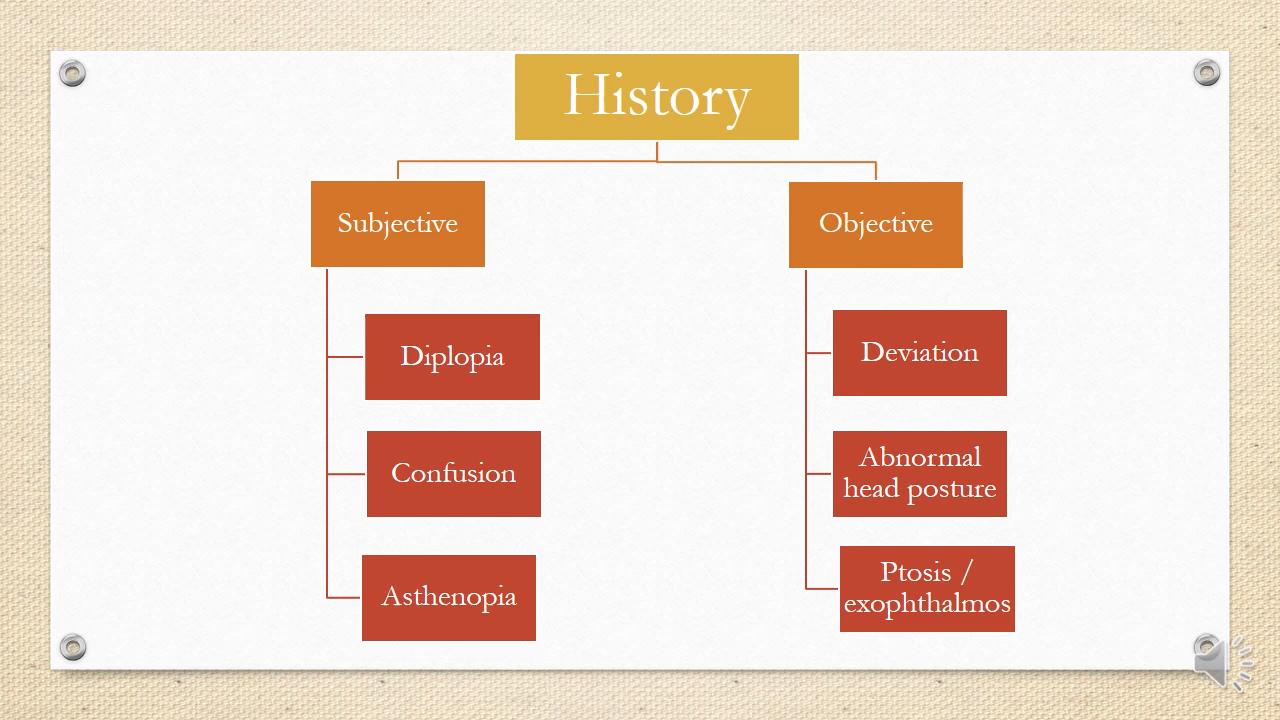 History
Subjective
Objective
Diplopia
Confusion
Asthenopia
Deviation
Abnormal
head posture
Ptosis /
exophthalmos